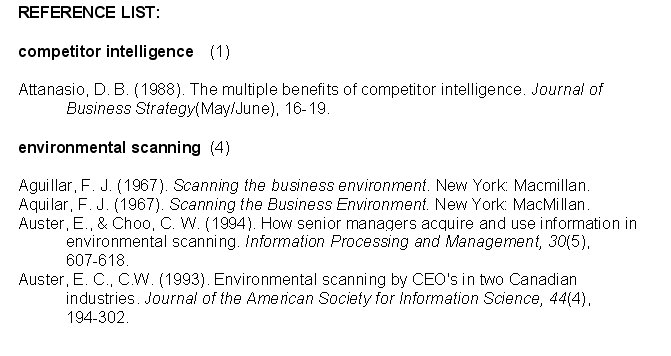 REFERENCE LIST:
competitor intelligence (1)
Attanasio, D. B. (1988). The multiple benefits of competitor intelligence. Journal of
Business Strategy(May/June), 16-19.
environmental scanning (4)
Aguillar, F. J. (1967). Scanning the business environment. New York: Macmillan.
Aquilar, F. J. (1967). Scanning the Business Environment. New York: MacMillan.
Auster, E., & Choo, C. W. (1994). How senior managers acquire and use information in
environmental scanning. Information Processing and Management, 30(5),
607-618.
Auster, E. C., C.W. (1993). Environmental scanning by CEO's in two Canadian
industries. Journal of the American Society for Information Science, 44(4),
194-302.